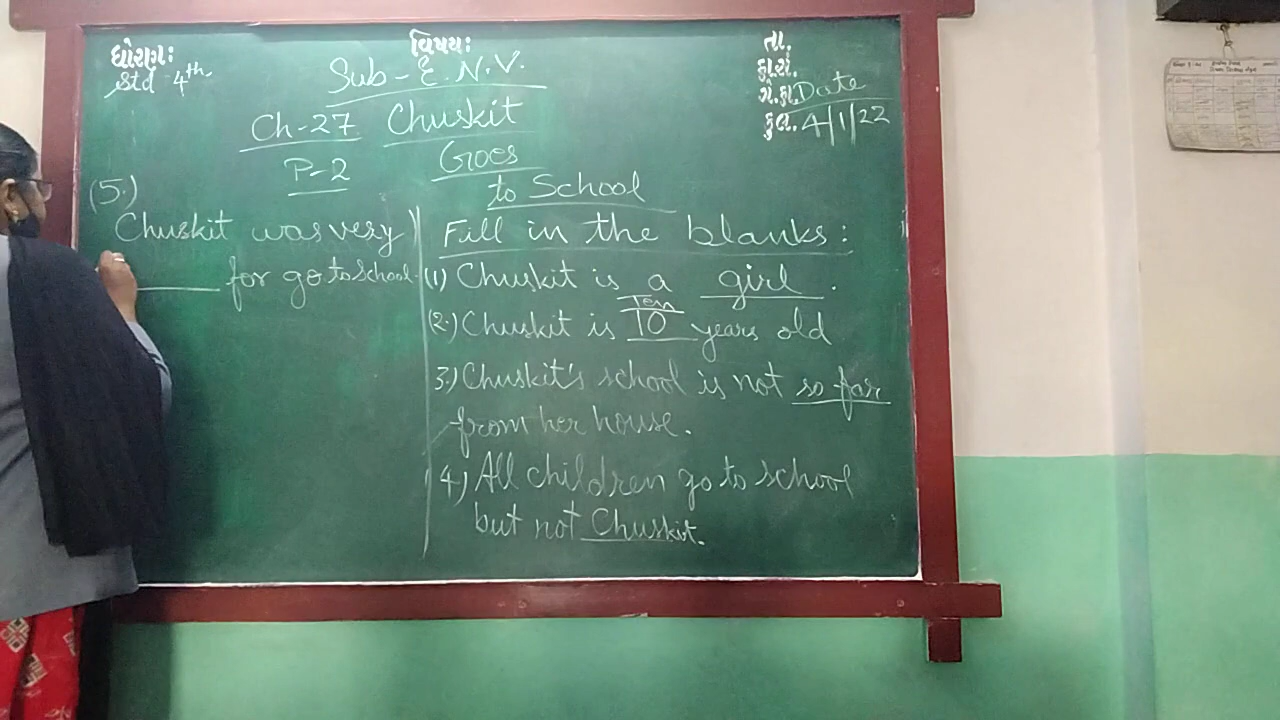 ધોરણઃ
Std 4th.
વિષયઃ
Sub - E.N.V.
તા.
રજી.
ગે.હા.
કુલ.
Date
4/1/22
Ch-27 Chuskit
P-2 Goes
to School
(5.)
Chuskit was very
____ for go to School.
Fill in the blanks:
(1) Chuskit is a girl.
Ten
(2.) Chuskit is 10 years old
3.) Chuskit's school is not so far
from her house.
4.) All children go to school
but not Chuskit.